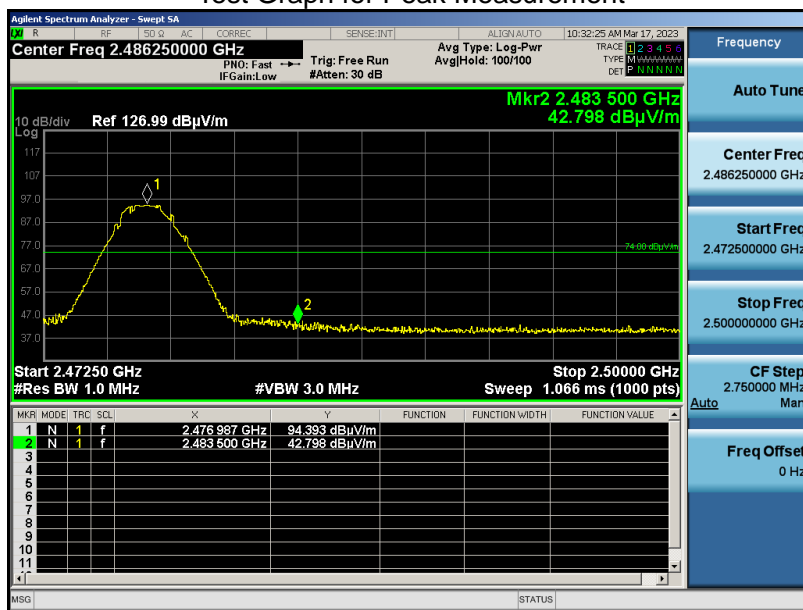 Test Graph for Peak Measurement
Agilent Spectrum Analyzer - Swept SA
LXI R RF 50 Ω AC CORREC SENSE:INT ALIGN AUTO 10:32:25 AM Mar 17, 2023
Center Freq 2.486250000 GHz
PNO: Fast
IFGain:Low
Trig: Free Run
#Atten: 30 dB
Avg Type: Log-Pwr
Avg|Hold: 100/100
TRACE 1 2 3 4 5 6
TYPE M
DET P N N N N N
Mkr2 2.483 500 GHz
42.798 dBµV/m
10 dB/div Ref 126.99 dBµV/m
Log
117
107
97.0
87.0
77.0
67.0
57.0
47.0
37.0
1
2
74.00 dBµV/m
Start 2.47250 GHz Stop 2.50000 GHz
#Res BW 1.0 MHz #VBW 3.0 MHz Sweep 1.066 ms (1000 pts)
MKR MODE TRC SCL X Y FUNCTION FUNCTION WIDTH FUNCTION VALUE
1 N 1 f 2.476 987 GHz 94.393 dBµV/m
2 N 1 f 2.483 500 GHz 42.798 dBµV/m
3
4
5
6
7
8
9
10
11
MSG STATUS
Frequency
Auto Tune
Center Freq
2.486250000 GHz
Start Freq
2.472500000 GHz
Stop Freq
2.500000000 GHz
CF Step
2.750000 MHz
Auto Man
Freq Offset
0 Hz